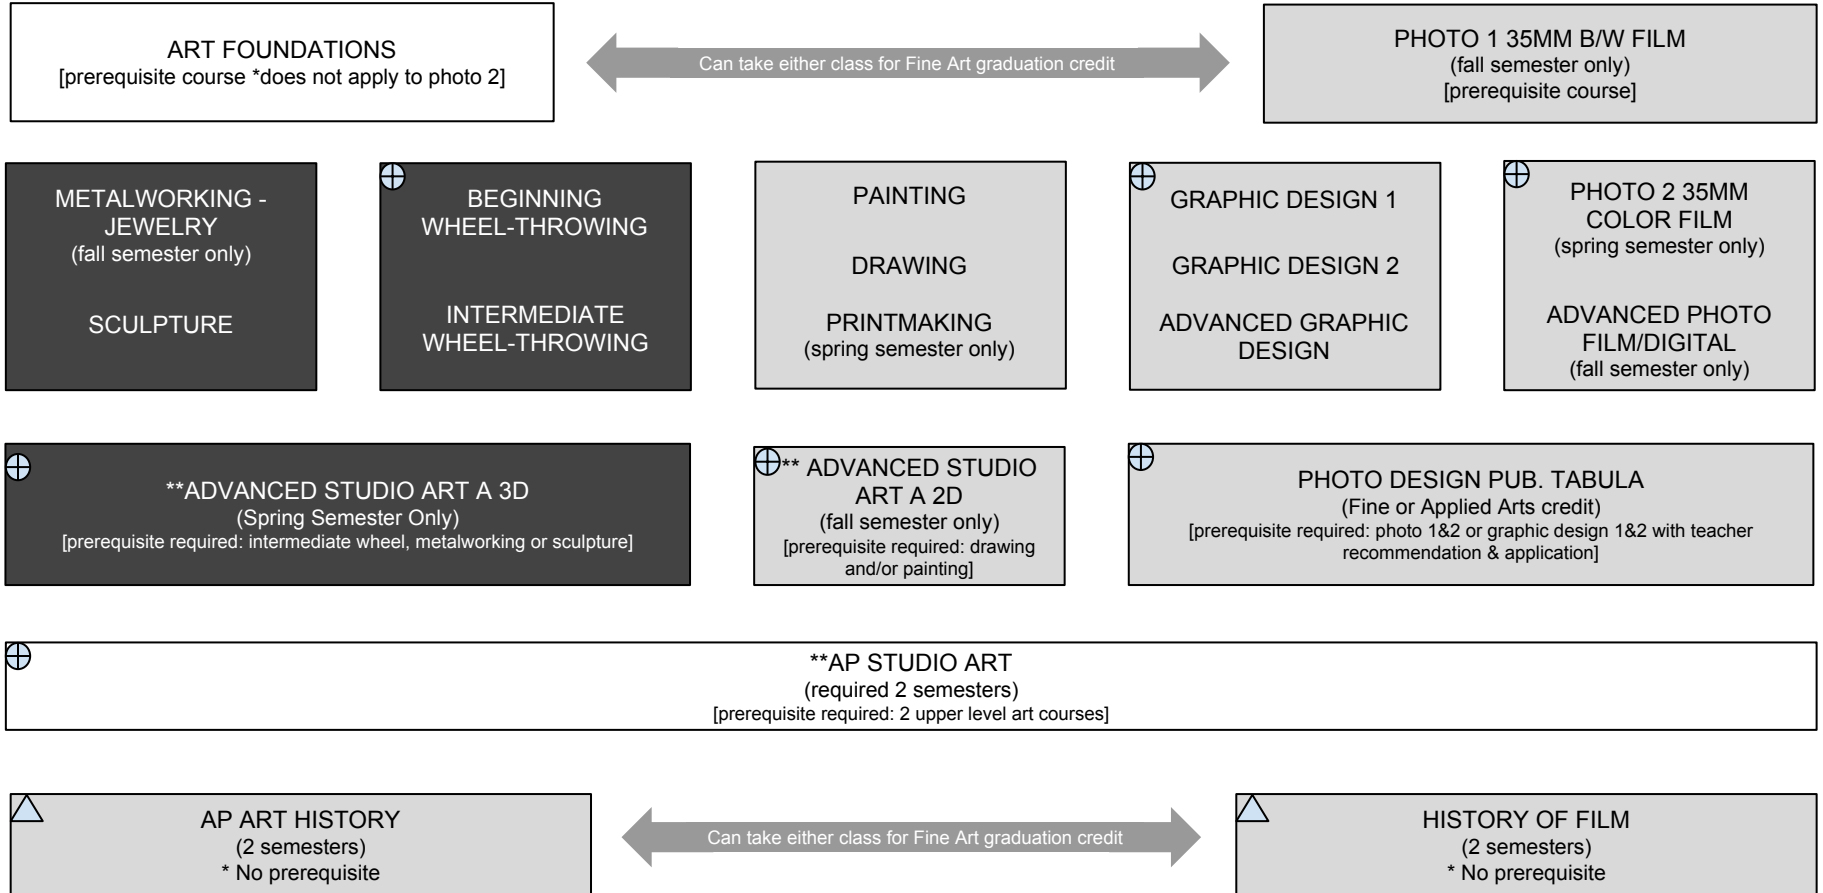 ART FOUNDATIONS
[prerequisite course *does not apply to photo 2]
Can take either class for Fine Art graduation credit
PHOTO 1 35MM B/W FILM
(fall semester only)
[prerequisite course]
METALWORKING -
JEWELRY
(fall semester only)
SCULPTURE
BEGINNING
WHEEL-THROWING
INTERMEDIATE
WHEEL-THROWING
PAINTING
DRAWING
PRINTMAKING
(spring semester only)
GRAPHIC DESIGN 1
GRAPHIC DESIGN 2
ADVANCED GRAPHIC
DESIGN
PHOTO 2 35MM
COLOR FILM
(spring semester only)
ADVANCED PHOTO
FILM/DIGITAL
(fall semester only)
**ADVANCED STUDIO ART A 3D
(Spring Semester Only)
[prerequisite required: intermediate wheel, metalworking or sculpture]
** ADVANCED STUDIO
ART A 2D
(fall semester only)
[prerequisite required: drawing
and/or painting]
PHOTO DESIGN PUB. TABULA
(Fine or Applied Arts credit)
[prerequisite required: photo 1&2 or graphic design 1&2 with teacher
recommendation & application]
**AP STUDIO ART
(required 2 semesters)
[prerequisite required: 2 upper level art courses]
AP ART HISTORY
(2 semesters)
* No prerequisite
Can take either class for Fine Art graduation credit
HISTORY OF FILM
(2 semesters)
* No prerequisite